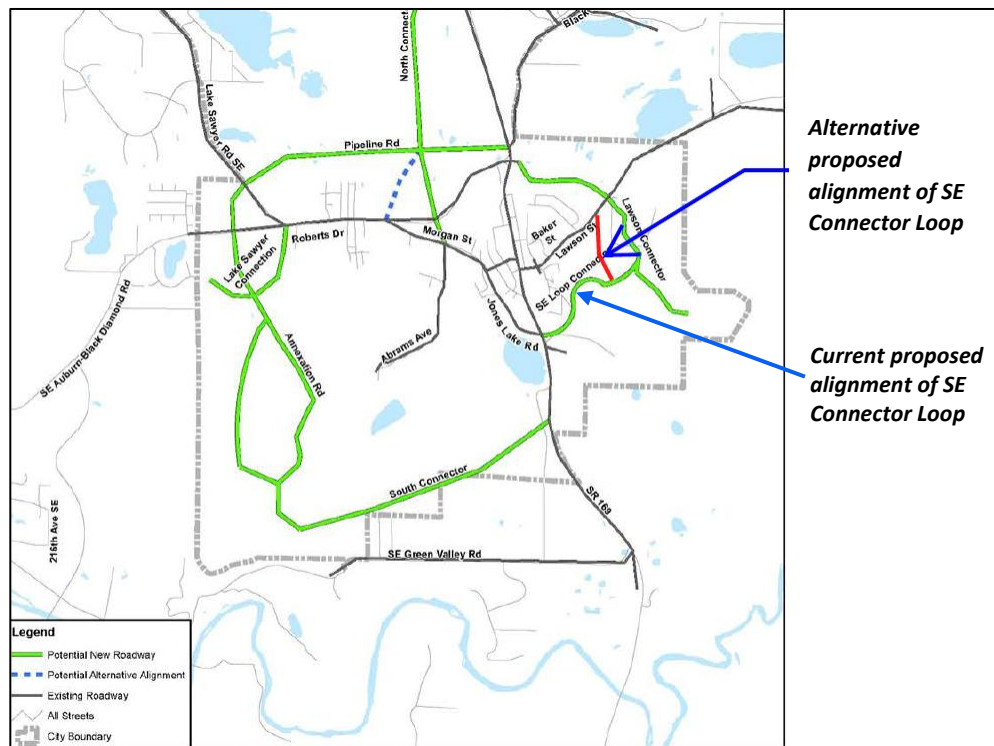 North Connect
Black
Lake Sawyer Rd SE
Pipeline Rd
Roberts Dr
Morgan St
Baker St
Lawson St
Lawson Connector
SE Loop Connecto
Lake Sawyer
Connection
Jones Lake Rd
Abrams Ave
Annexation Rd
SE Auburn-Black Diamond Rd
South Connector
SR 169
216th Ave SE
SE Green Valley Rd
Alternative
proposed
alignment of SE
Connector Loop
Current proposed
alignment of SE
Connector Loop
Legend
Potential New Roadway
Potential Alternative Alignment
Existing Roadway
All Streets
City Boundary